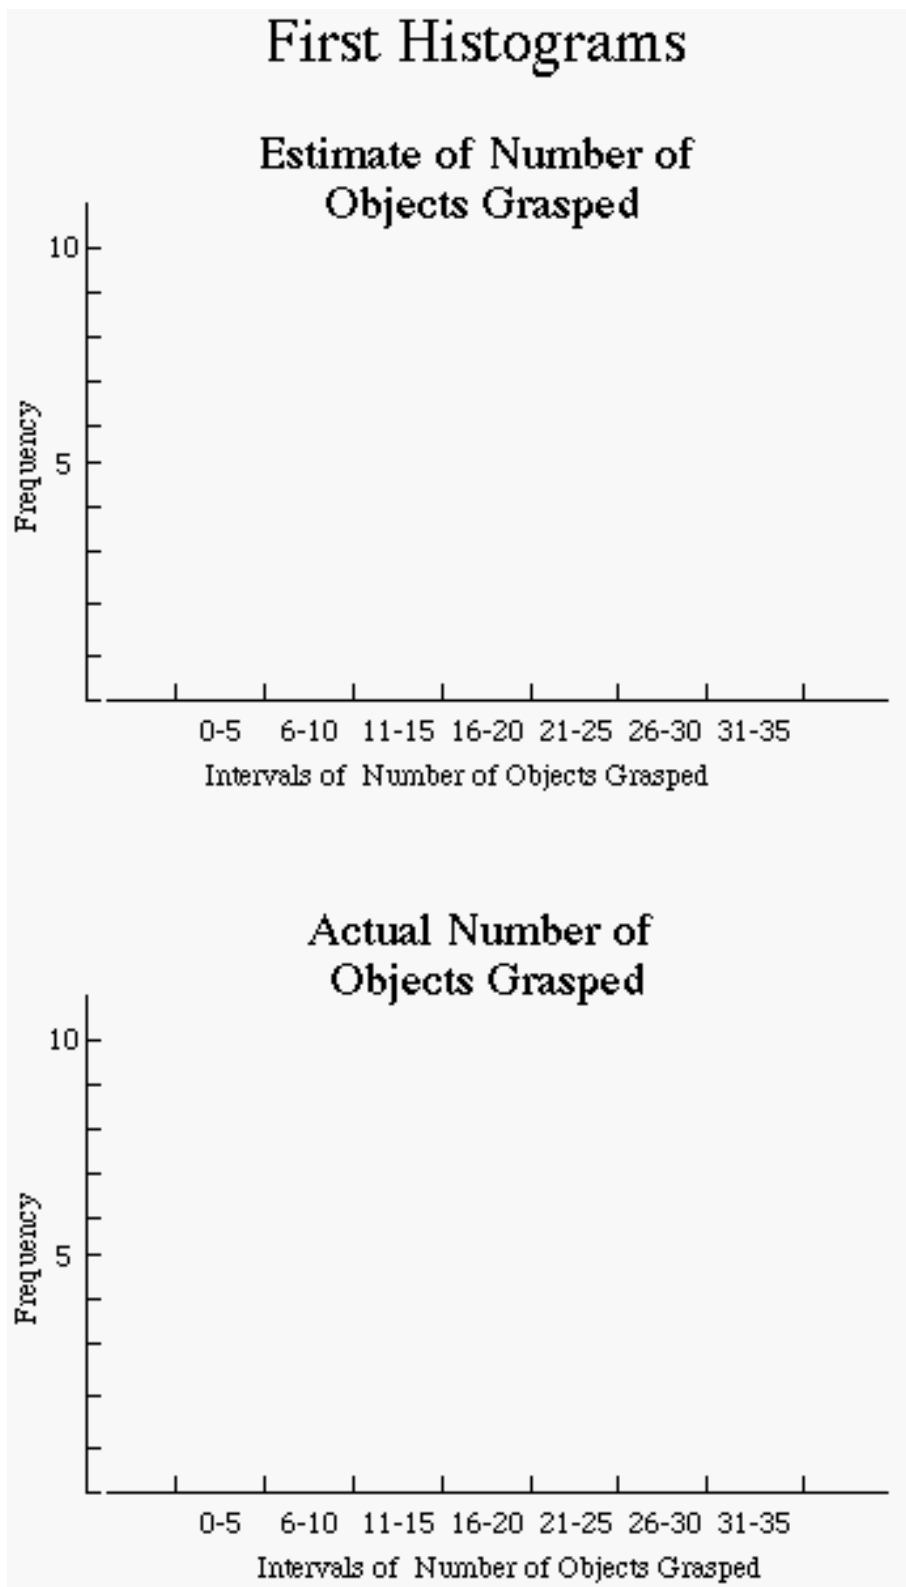 First Histograms
Estimate of Number of
Objects Grasped
10
5
Frequency
0-5 6-10 11-15 16-20 21-25 26-30 31-35
Intervals of Number of Objects Grasped
Actual Number of
Objects Grasped
10
5
Frequency
0-5 6-10 11-15 16-20 21-25 26-30 31-35
Intervals of Number of Objects Grasped